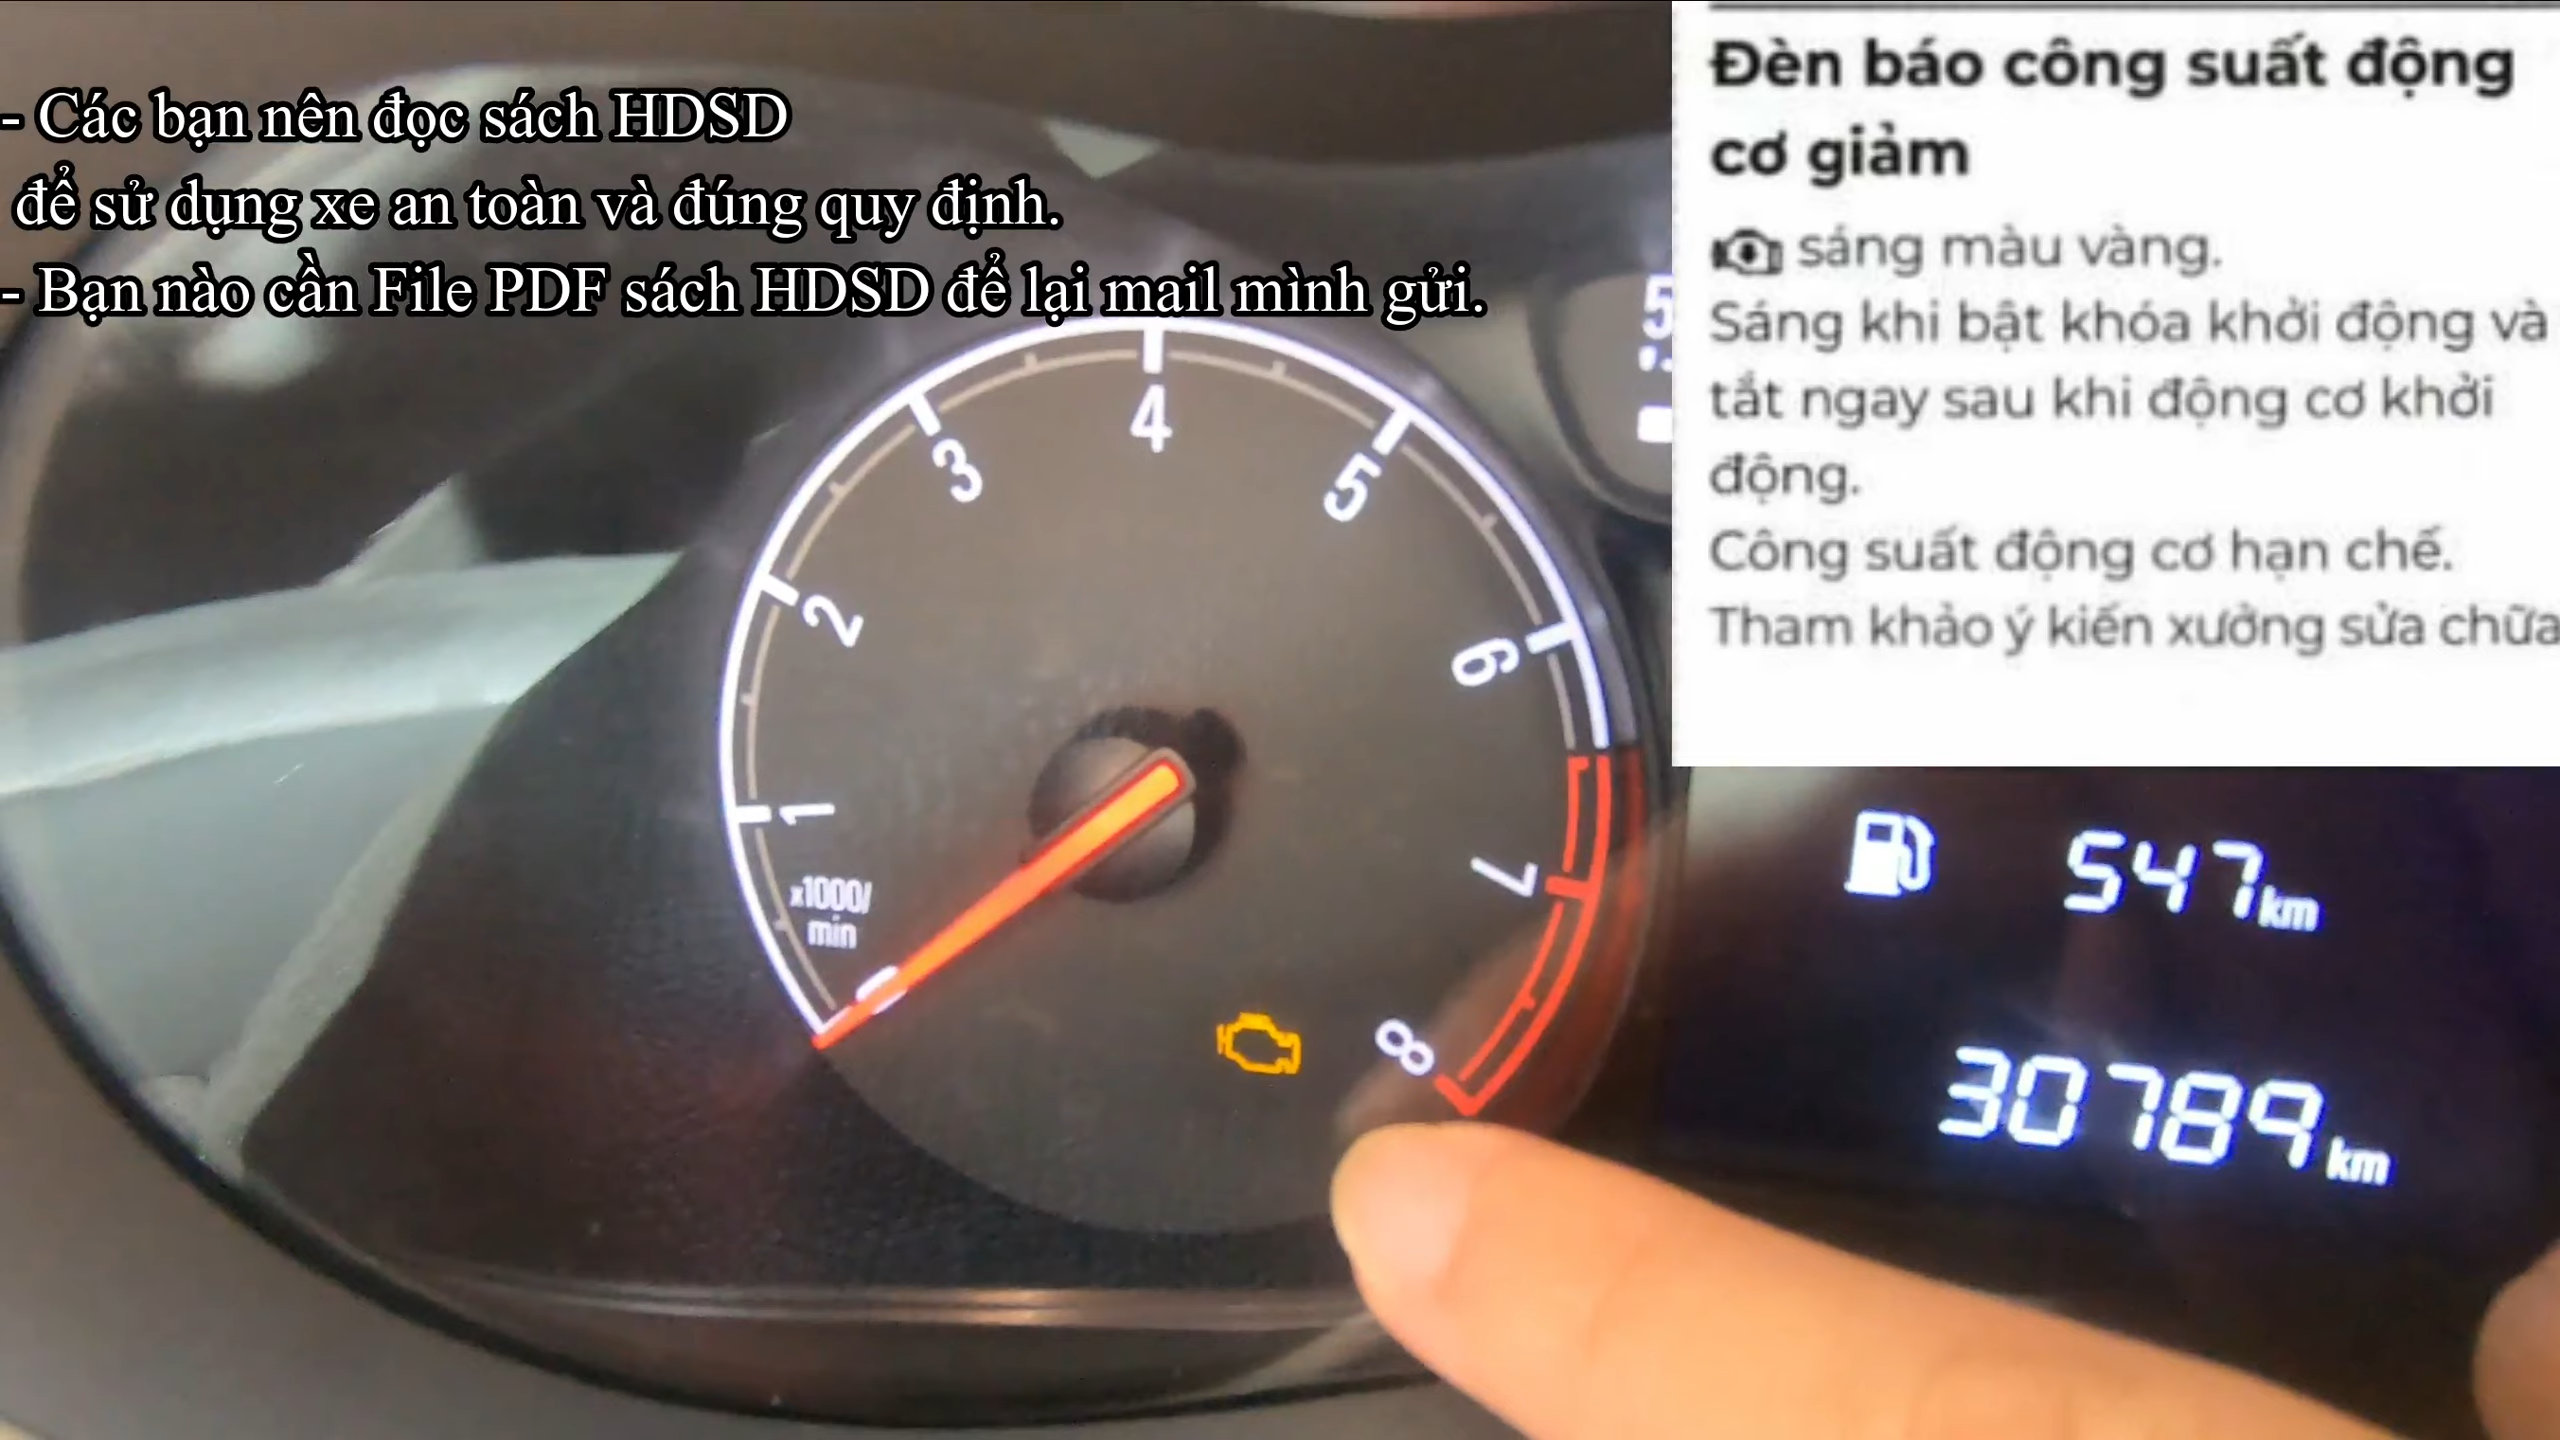 - Các bạn nên đọc sách HDSD
để sử dụng xe an toàn và đúng quy định.
- Bạn nào cần File PDF sách HDSD để lại mail mình gửi.
Đèn báo công suất động
cơ giảm
sáng màu vàng.
Sáng khi bật khóa khởi động và
tắt ngay sau khi động cơ khởi
động.
Công suất động cơ hạn chế.
Tham khảo ý kiến xưởng sửa chữa
5
4
3
5
2
6
1
7
x1000/
min
0
8
547km
30789km